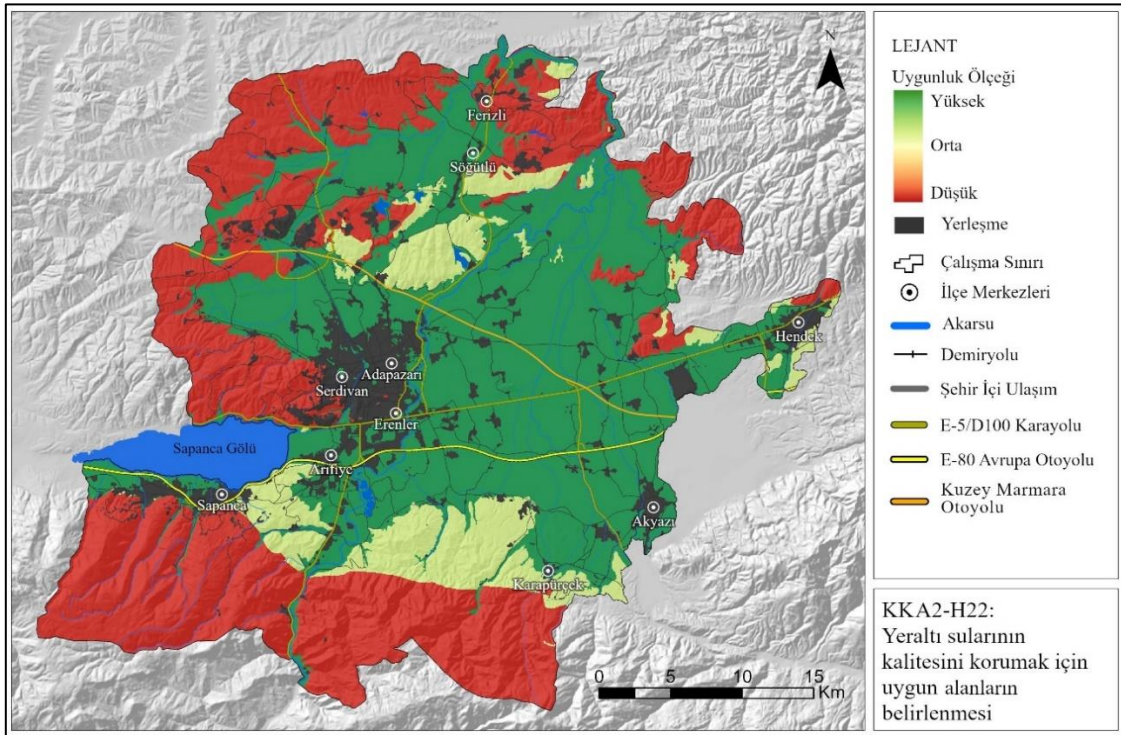 N
Ferizli
Söğütlü
Hendek
Adapazarı
Serdivan
Erenler
Sapanca Gölü
Arifiye
Sapanca
Akyazı
Karapürçek
0 5 10 15
Km
LEJANT
Uygunluk Ölçeği
Yüksek
Orta
Düşük
Yerleşme
Çalışma Sınırı
İlçe Merkezleri
Akarsu
Demiryolu
Şehir İçi Ulaşım
E-5/D100 Karayolu
E-80 Avrupa Otoyolu
Kuzey Marmara
Otoyolu
KKA2-H22:
Yeraltı sularının
kalitesini korumak için
uygun alanların
belirlenmesi